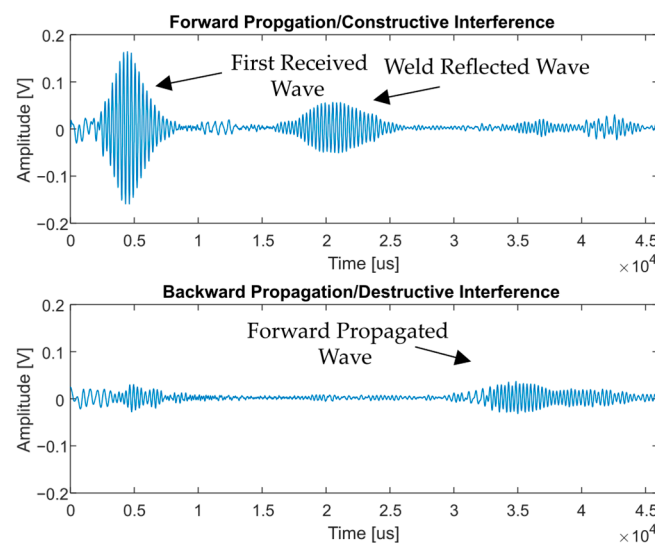 Forward Propgation/Constructive Interference
0.2
0.1
0
−0.1
−0.2
Amplitude [V]
First Received
Wave
Weld Reflected Wave
0 0.5 1 1.5 2 2.5 3 3.5 4 4.5
Time [us]
×10⁴
Backward Propagation/Destructive Interference
0.2
0.1
0
−0.1
−0.2
Amplitude [V]
Forward Propagated
Wave
0 0.5 1 1.5 2 2.5 3 3.5 4 4.5
Time [us]
×10⁴